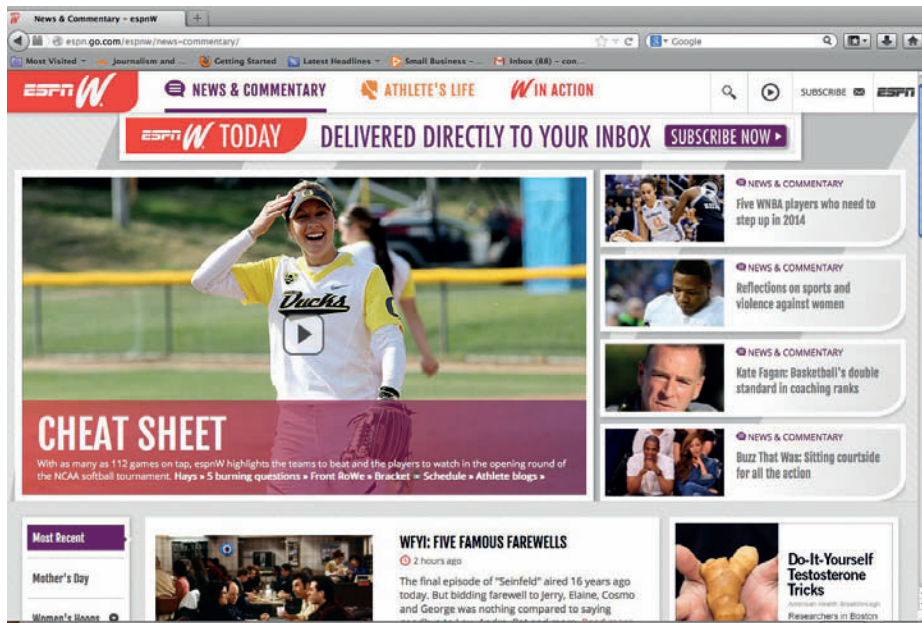 News & Commentary – espnW
espn.go.com/espnw/news-commentary/
Google
Most Visited
Journalism and ...
Getting Started
Latest Headlines
Small Business – ...
Inbox (88) – con...
ESPN W
NEWS & COMMENTARY
ATHLETE'S LIFE
W IN ACTION
SUBSCRIBE
ESPN
ESPN W TODAY
DELIVERED DIRECTLY TO YOUR INBOX
SUBSCRIBE NOW
Ducks
CHEAT SHEET
With as many as 112 games on tap, espnW highlights the teams to beat and the players to watch in the opening round of
the NCAA softball tournament. Hays » 5 burning questions » Front RoWe » Bracket » Schedule » Athlete blogs »
NEWS & COMMENTARY
Five WNBA players who need to
step up in 2014
NEWS & COMMENTARY
Reflections on sports and
violence against women
NEWS & COMMENTARY
Kate Fagan: Basketball's double
standard in coaching ranks
NEWS & COMMENTARY
Buzz That Was: Sitting courtside
for all the action
Most Recent
Mother's Day
Women's Hoops
WFYI: FIVE FAMOUS FAREWELLS
2 hours ago
The final episode of "Seinfeld" aired 16 years ago
today. But bidding farewell to Jerry, Elaine, Cosmo
and George was nothing compared to saying
Do-It-Yourself
Testosterone
Tricks
American Health Breakthrough
Researchers in Boston